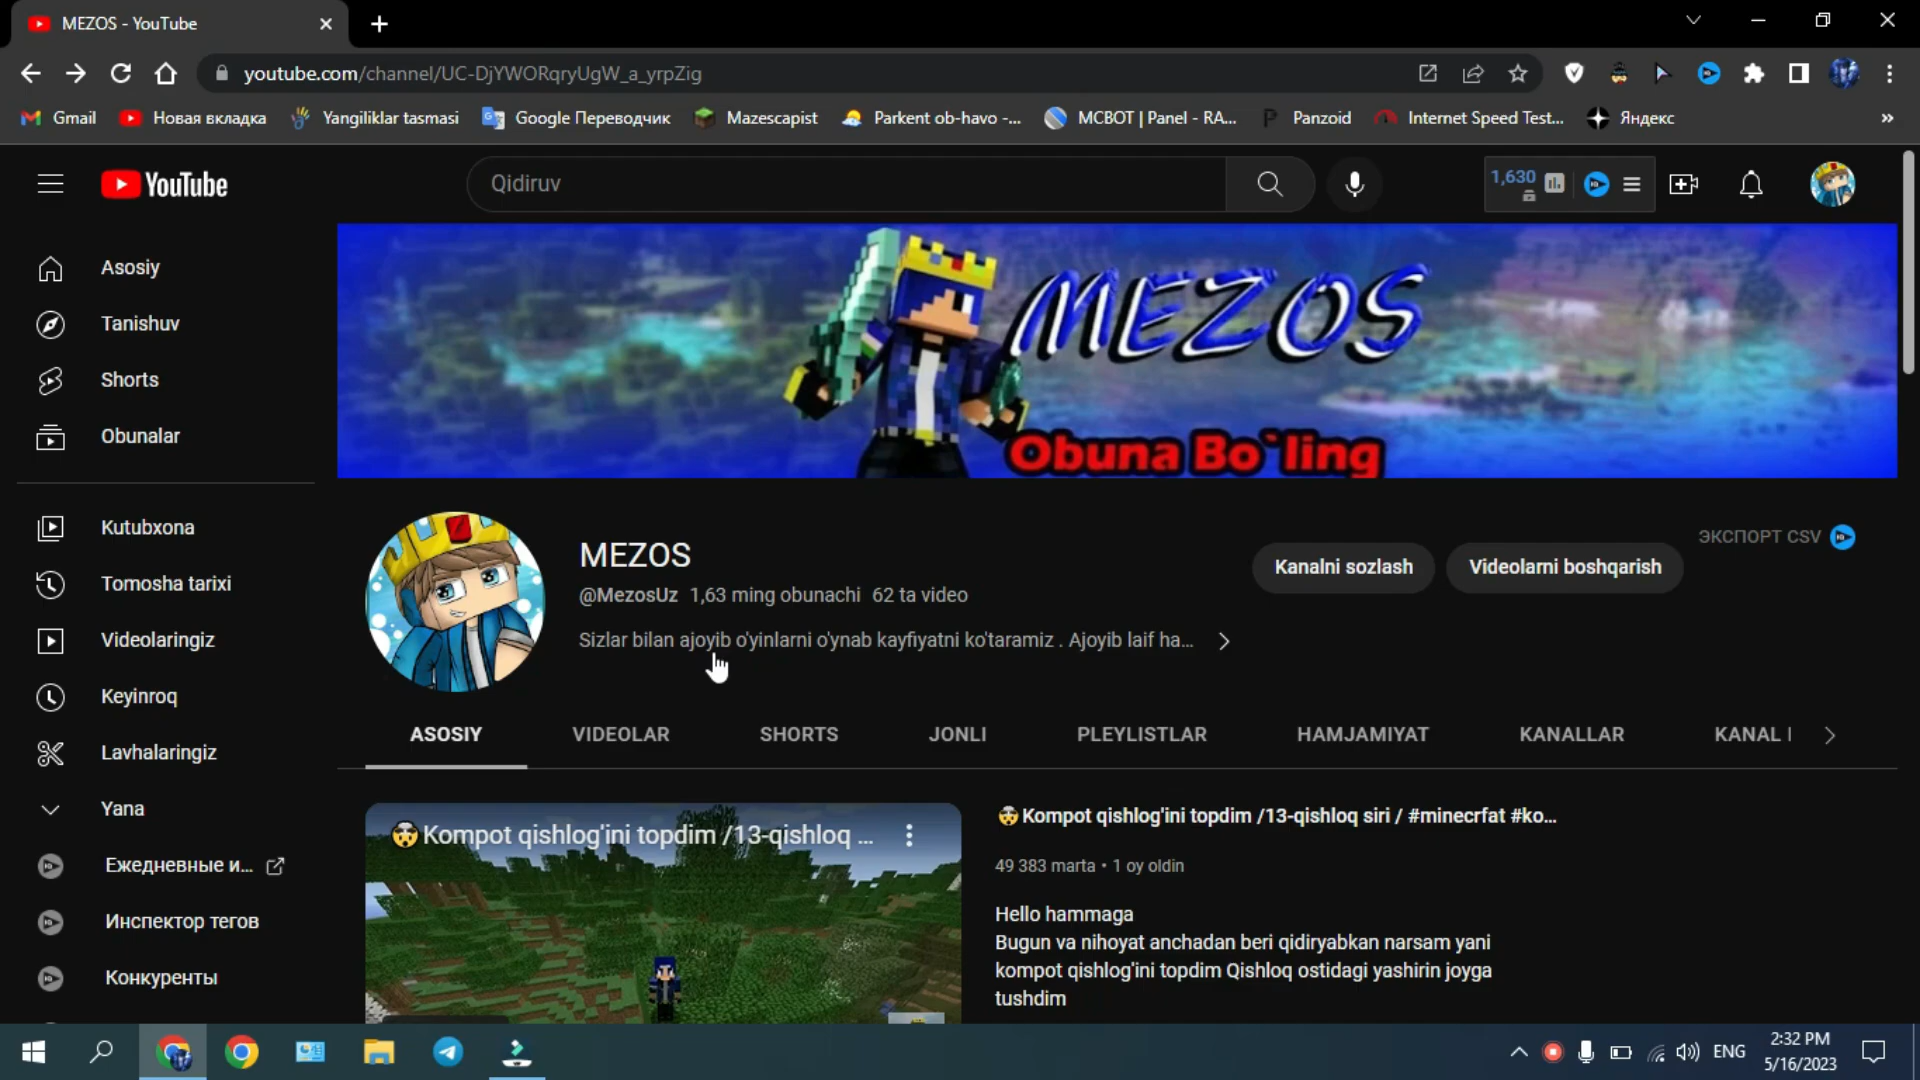 MEZOS - YouTube
youtube.com/channel/UC-DjYWORqryUgW_a_yrpZig
Gmail
Новая вкладка
Yangiliklar tasmasi
Google Переводчик
Mazescapist
Parkent ob-havo -...
MCBOT | Panel - RA...
Panzoid
Internet Speed Test...
Яндекс
YouTube
Qidiruv
1,630
MEZOS
Obuna Bo`ling
Asosiy
Tanishuv
Shorts
Obunalar
Kutubxona
Tomosha tarixi
Videolaringiz
Keyinroq
Lavhalaringiz
Yana
Ежедневные и...
Инспектор тегов
Конкуренты
MEZOS
@MezosUz 1,63 ming obunachi 62 ta video
Sizlar bilan ajoyib o'yinlarni o'ynab kayfiyatni ko'taramiz . Ajoyib laif ha...
Kanalni sozlash
Videolarni boshqarish
ЭКСПОРТ CSV
ASOSIY
VIDEOLAR
SHORTS
JONLI
PLEYLISTLAR
HAMJAMIYAT
KANALLAR
KANAL
Kompot qishlog'ini topdim /13-qishloq ...
Kompot qishlog'ini topdim /13-qishloq siri / #minecrfat #ko...
49 383 marta • 1 oy oldin
Hello hammaga
Bugun va nihoyat anchadan beri qidiryabkan narsam yani
kompot qishlog'ini topdim Qishloq ostidagi yashirin joyga
tushdim
ENG
2:32 PM
5/16/2023